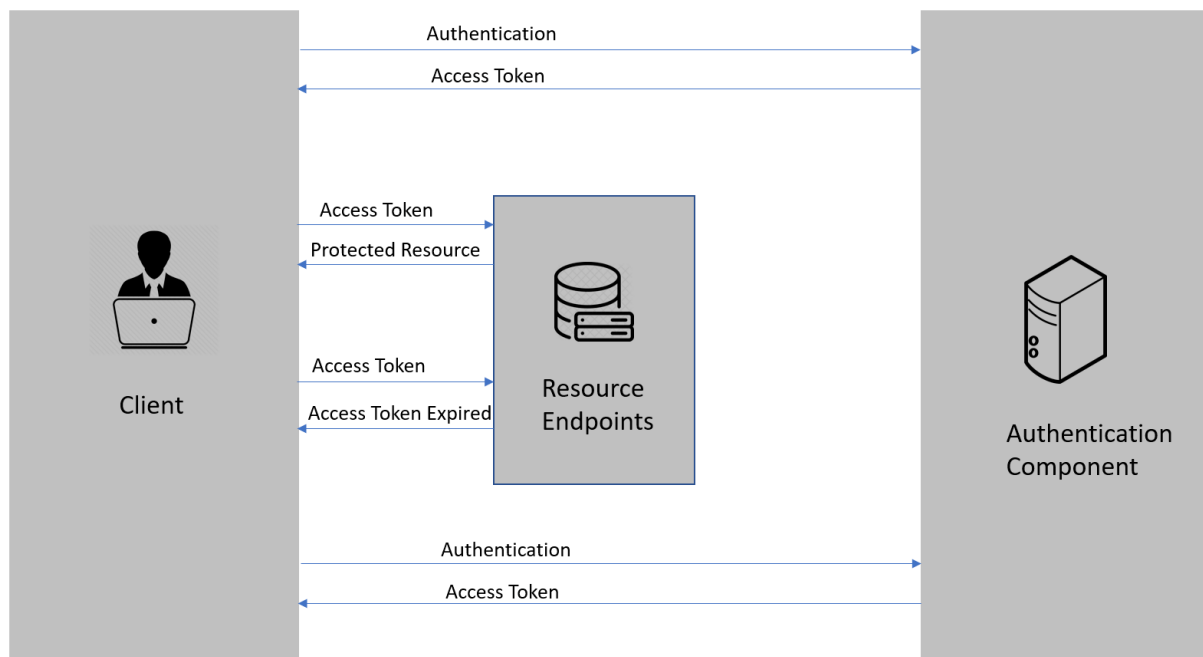 Authentication
Access Token
Access Token
Protected Resource
Access Token
Access Token Expired
Client
Resource
Endpoints
Authentication
Component
Authentication
Access Token